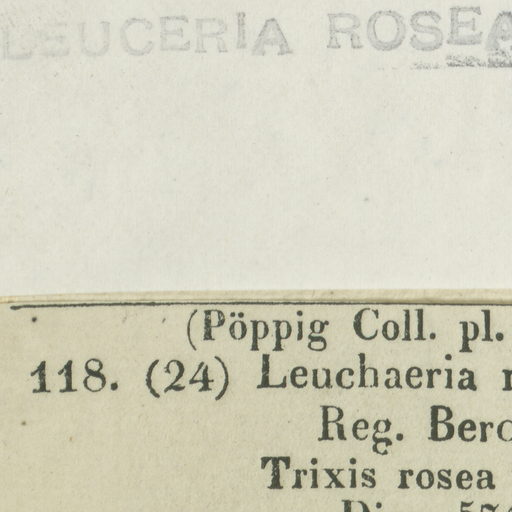 LEUCERIA ROSEA
(Pöppig Coll. pl.
118. (24) Leuchaeria
Reg. Berc
Trixis rosea